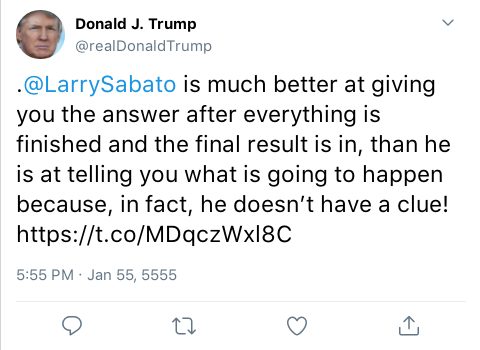 Donald J. Trump
@realDonaldTrump
.@LarrySabato is much better at giving
you the answer after everything is
finished and the final result is in, than he
is at telling you what is going to happen
because, in fact, he doesn’t have a clue!
https://t.co/MDqczWxl8C
5:55 PM · Jan 55, 5555